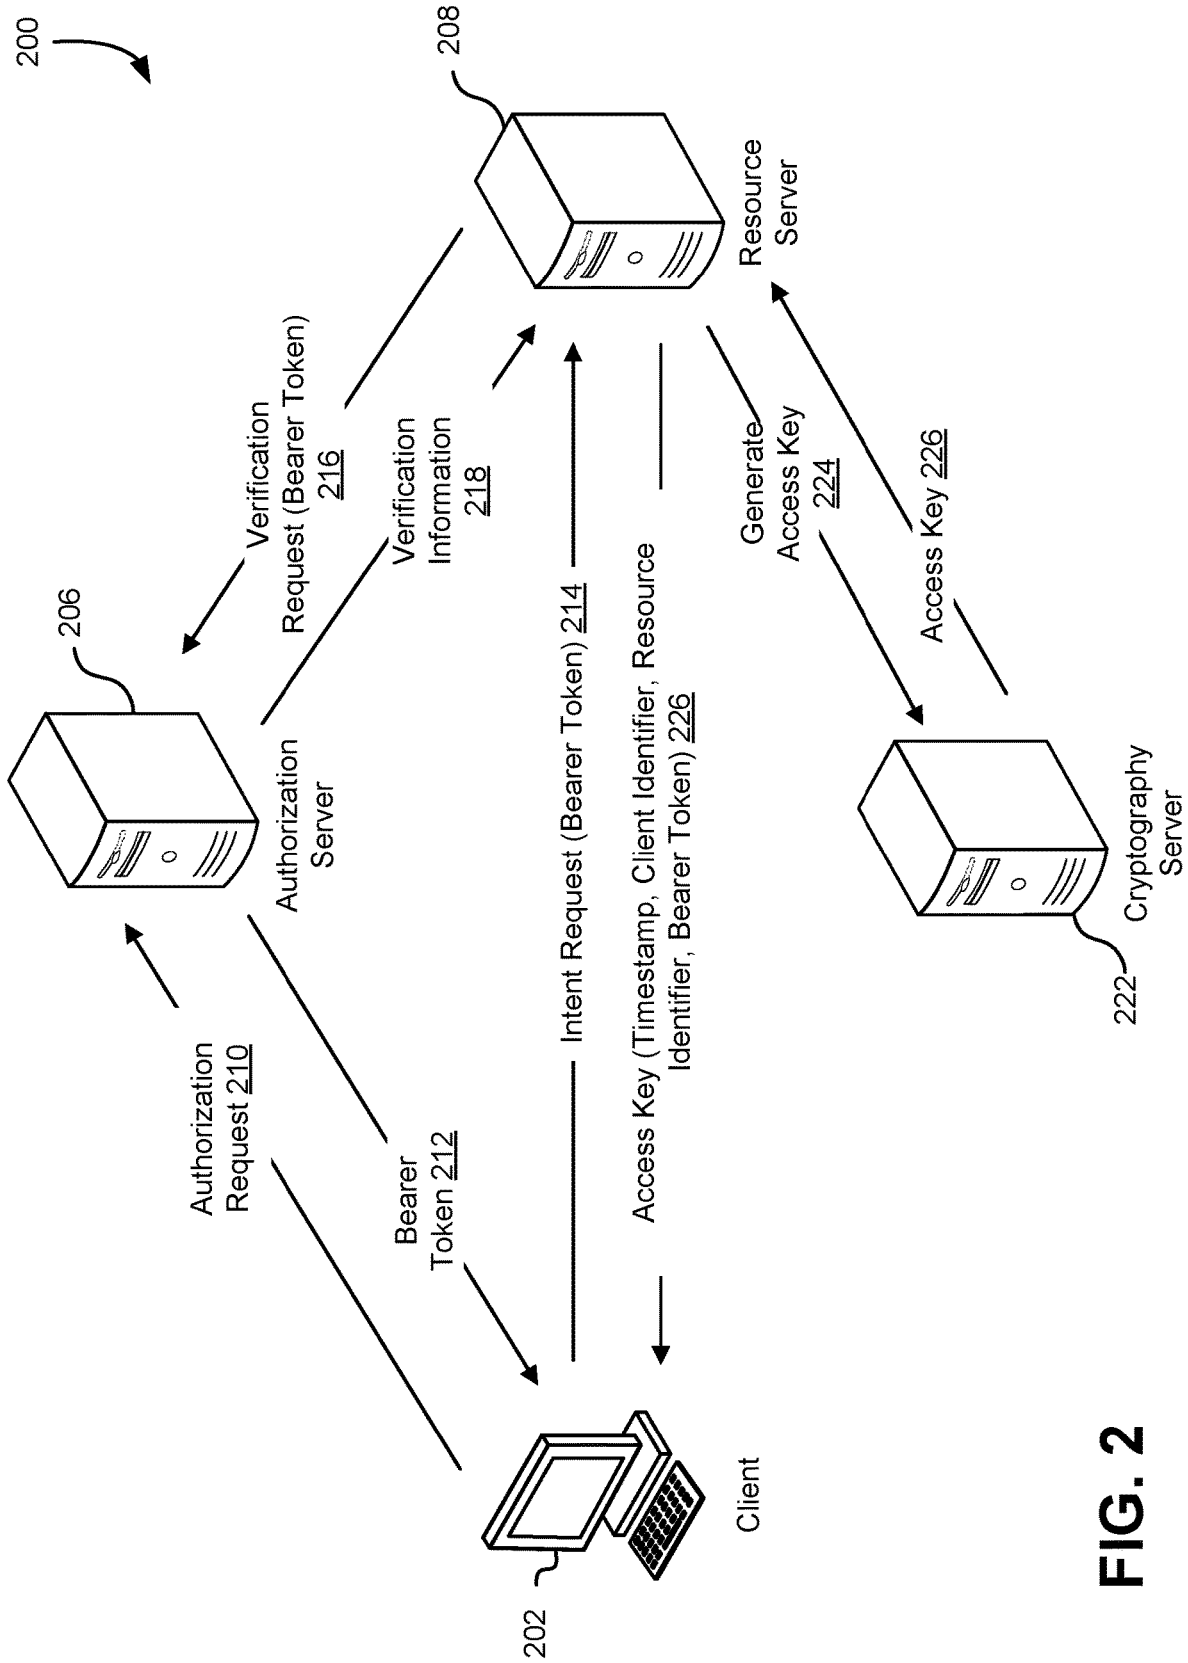 200
208
206
Verification
Request (Bearer Token)
216
Authorization
Request 210
Authorization
Server
Verification
Information
218
Bearer
Token 212
Resource
Server
202
Client
Intent Request (Bearer Token) 214
Access Key (Timestamp, Client Identifier, Resource
Identifier, Bearer Token) 226
Generate
Access Key
224
Access Key 226
222
Cryptography
Server
FIG. 2